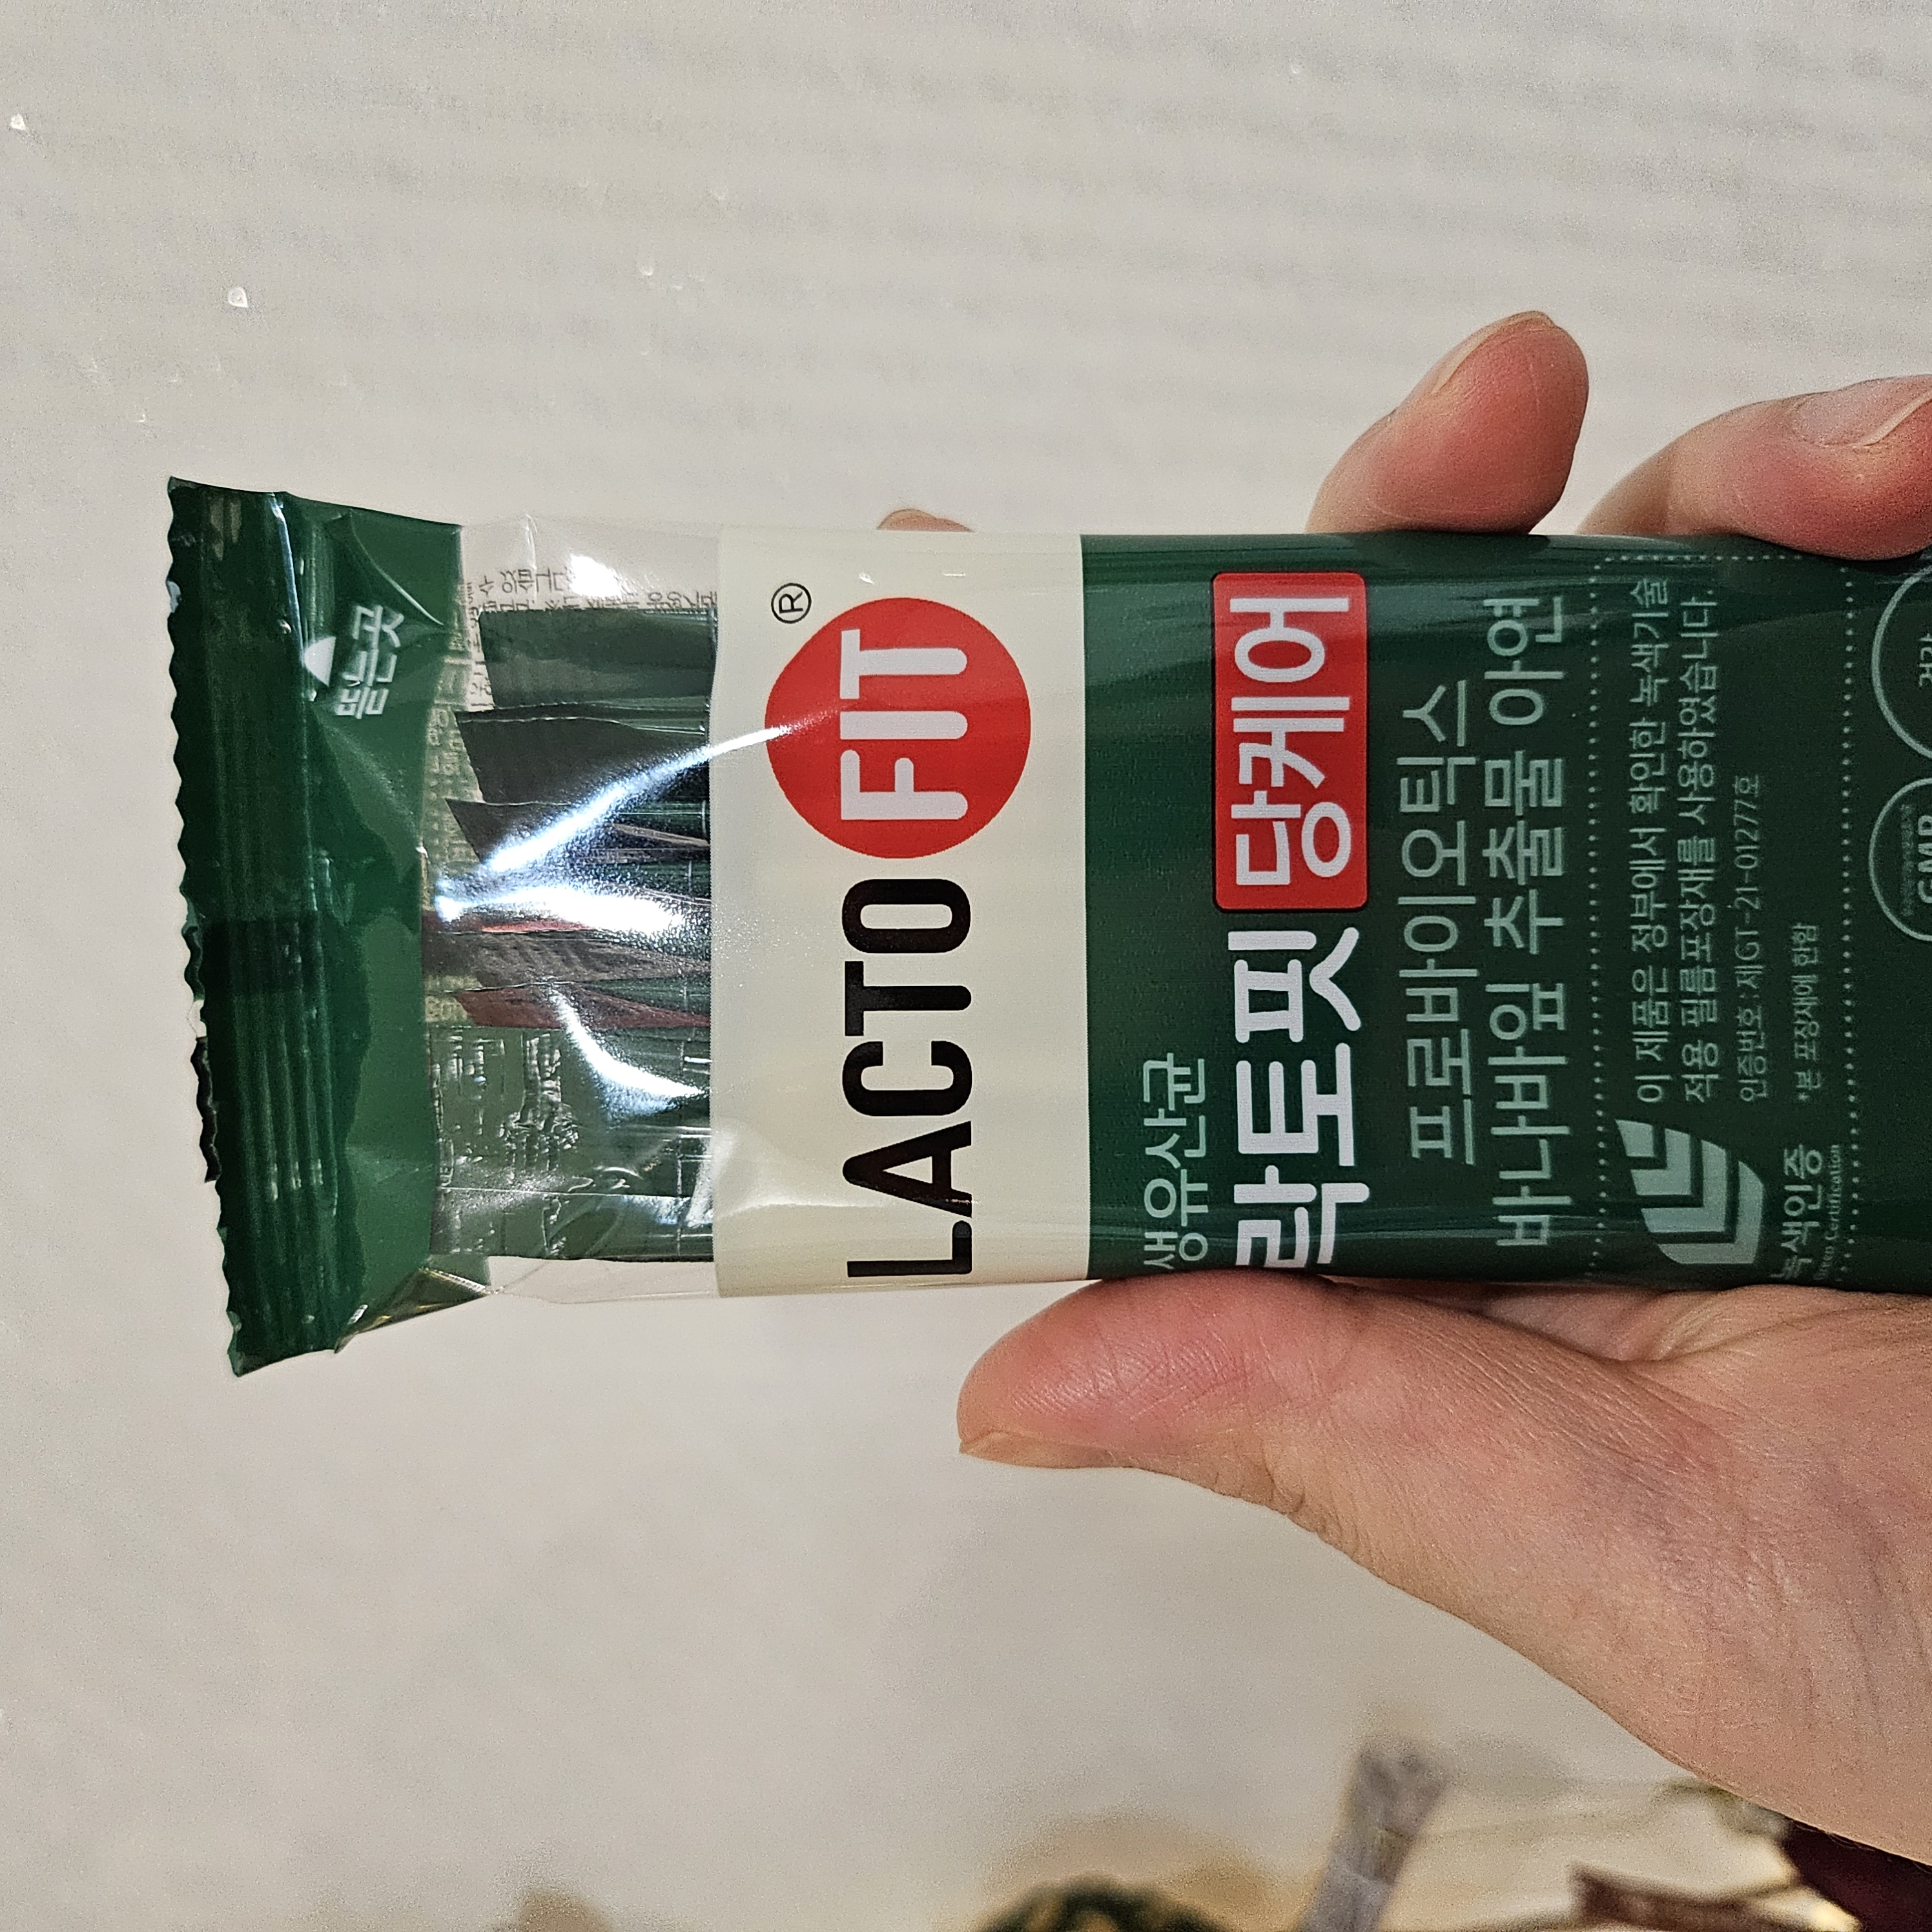 뜯는곳
LACTO FIT®
생유산균
락토핏 당케어
프로바이오틱스
바나바잎 추출물 아연
이 제품은 정부에서 확인한 녹색기술
적용 필름포장재를 사용하였습니다.
인증번호 : 제GT-21-01277호
*본 포장재에 한함
녹색인증
Certification